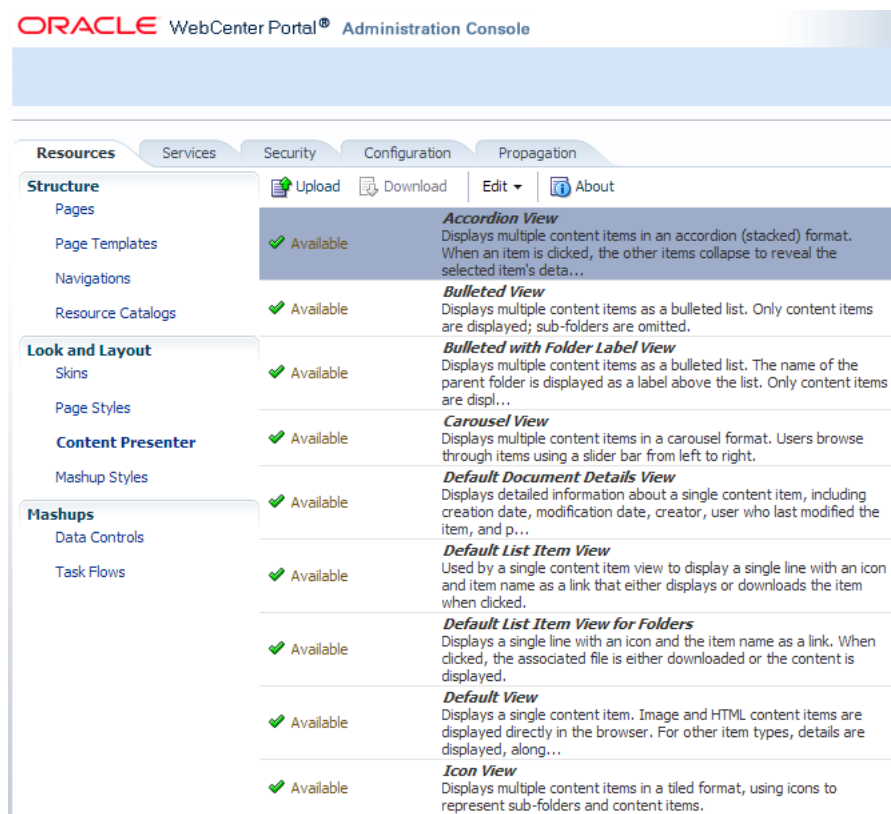 ORACLE WebCenter Portal® Administration Console
Resources Services Security Configuration Propagation
Structure
Pages
Page Templates
Navigations
Resource Catalogs
Look and Layout
Skins
Page Styles
Content Presenter
Mashup Styles
Mashups
Data Controls
Task Flows
Upload Download Edit About
Accordion View
Available
Displays multiple content items in an accordion (stacked) format.
When an item is clicked, the other items collapse to reveal the
selected item's deta...
Bulleted View
Available
Displays multiple content items as a bulleted list. Only content items
are displayed; sub-folders are omitted.
Bulleted with Folder Label View
Available
Displays multiple content items as a bulleted list. The name of the
parent folder is displayed as a label above the list. Only content items
are displ...
Carousel View
Available
Displays multiple content items in a carousel format. Users browse
through items using a slider bar from left to right.
Default Document Details View
Available
Displays detailed information about a single content item, including
creation date, modification date, creator, user who last modified the
item, and p...
Default List Item View
Available
Used by a single content item view to display a single line with an icon
and item name as a link that either displays or downloads the item
when clicked.
Default List Item View for Folders
Available
Displays a single line with an icon and the item name as a link. When
clicked, the associated file is either downloaded or the content is
displayed.
Default View
Available
Displays a single content item. Image and HTML content items are
displayed directly in the browser. For other item types, details are
displayed, along...
Icon View
Available
Displays multiple content items in a tiled format, using icons to
represent sub-folders and content items.